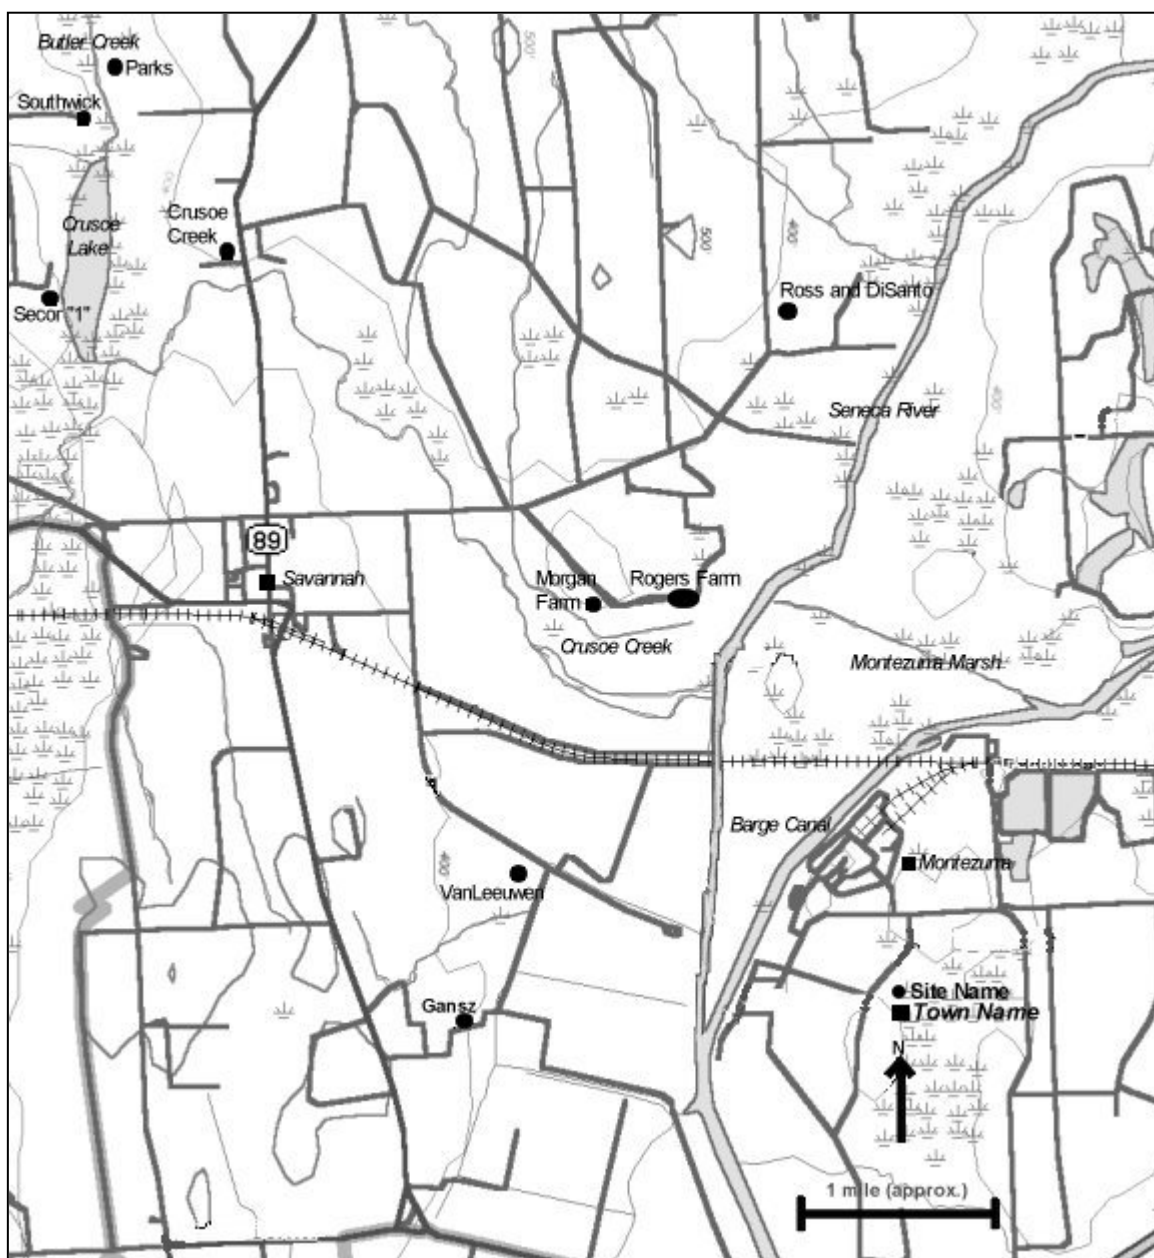 Butler Creek
Parks
Southwick
500'
Crusoe
Lake
Crusoe
Creek
500'
400'
Secor "1"
Ross and DiSanto
Seneca River
400'
89
Savannah
Morgan
Farm
Rogers Farm
Crusoe Creek
Montezuma Marsh
Barge Canal
Montezuma
400'
VanLeeuwen
Gansz
Site Name
Town Name
N
1 mile (approx.)